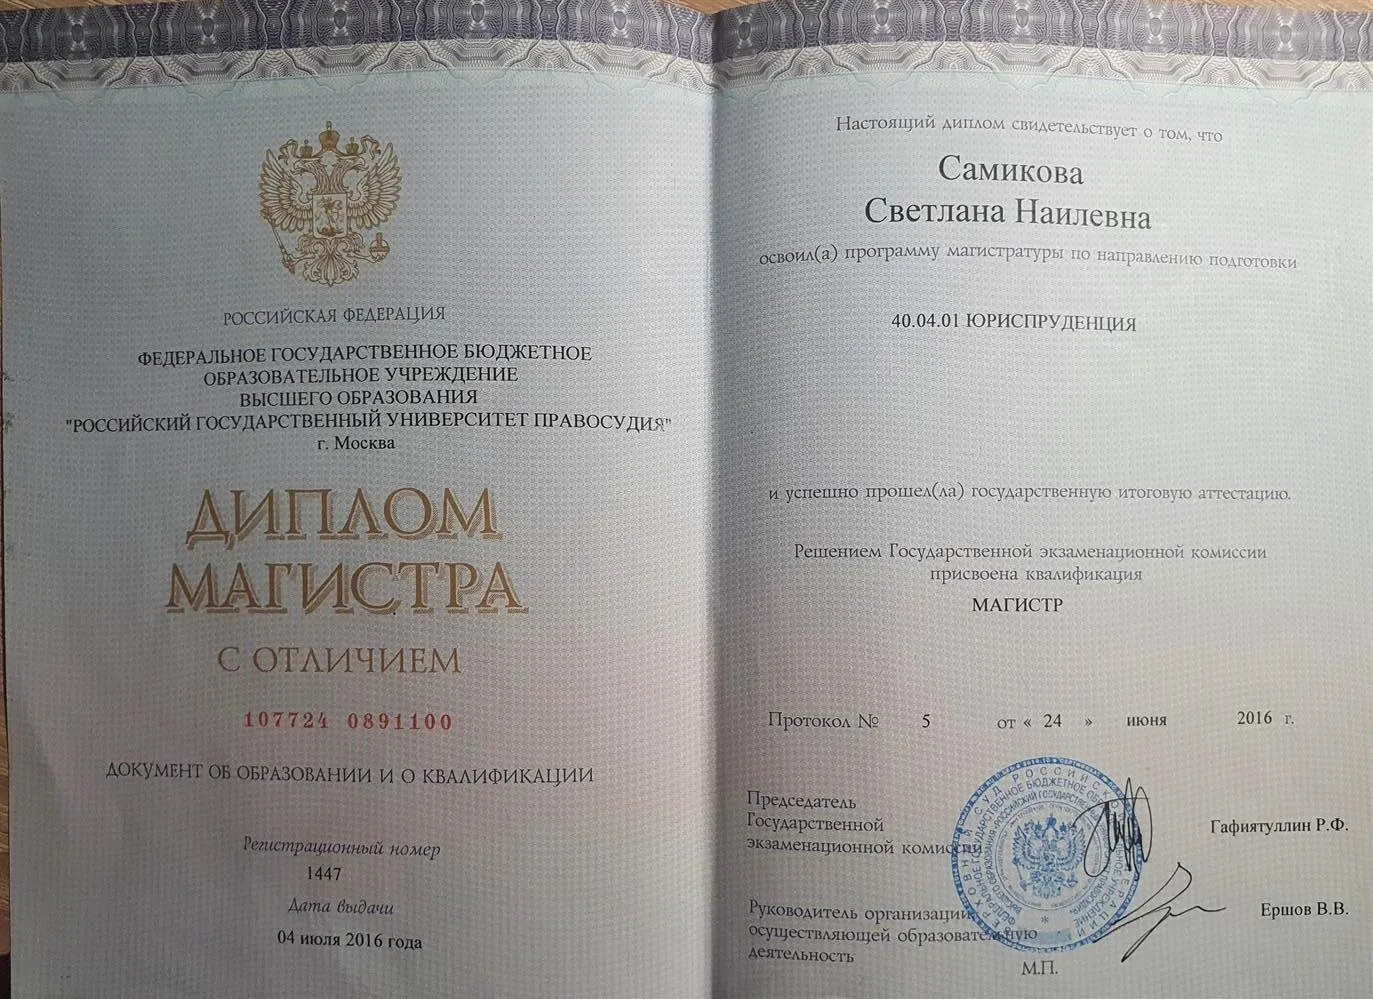 РОССИЙСКАЯ ФЕДЕРАЦИЯ
ФЕДЕРАЛЬНОЕ ГОСУДАРСТВЕННОЕ БЮДЖЕТНОЕ
ОБРАЗОВАТЕЛЬНОЕ УЧРЕЖДЕНИЕ
ВЫСШЕГО ОБРАЗОВАНИЯ
"РОССИЙСКИЙ ГОСУДАРСТВЕННЫЙ УНИВЕРСИТЕТ ПРАВОСУДИЯ"
г. Москва
ДИПЛОМ
МАГИСТРА
С ОТЛИЧИЕМ
107724 0891100
ДОКУМЕНТ ОБ ОБРАЗОВАНИИ И О КВАЛИФИКАЦИИ
Регистрационный номер
1447
Дата выдачи
04 июля 2016 года
Настоящий диплом свидетельствует о том, что
Самикова
Светлана Наилевна
освоил(а) программу магистратуры по направлению подготовки
40.04.01 ЮРИСПРУДЕНЦИЯ
и успешно прошел(ла) государственную итоговую аттестацию.
Решением Государственной экзаменационной комиссии
присвоена квалификация
МАГИСТР
Протокол № 5 от « 24 » июня 2016 г.
Председатель
Государственной
экзаменационной комиссии
Гафиятуллин Р.Ф.
Руководитель организации,
осуществляющей образовательную
деятельность
Ершов В.В.
М.П.